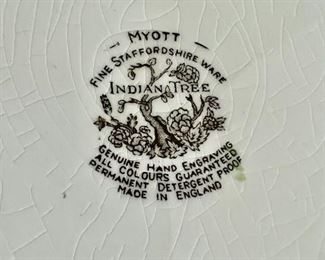 — MYOTT —
FINE STAFFORDSHIRE WARE
INDIAN TREE
GENUINE HAND ENGRAVING
ALL COLOURS GUARANTEED
PERMANENT DETERGENT PROOF
MADE IN ENGLAND